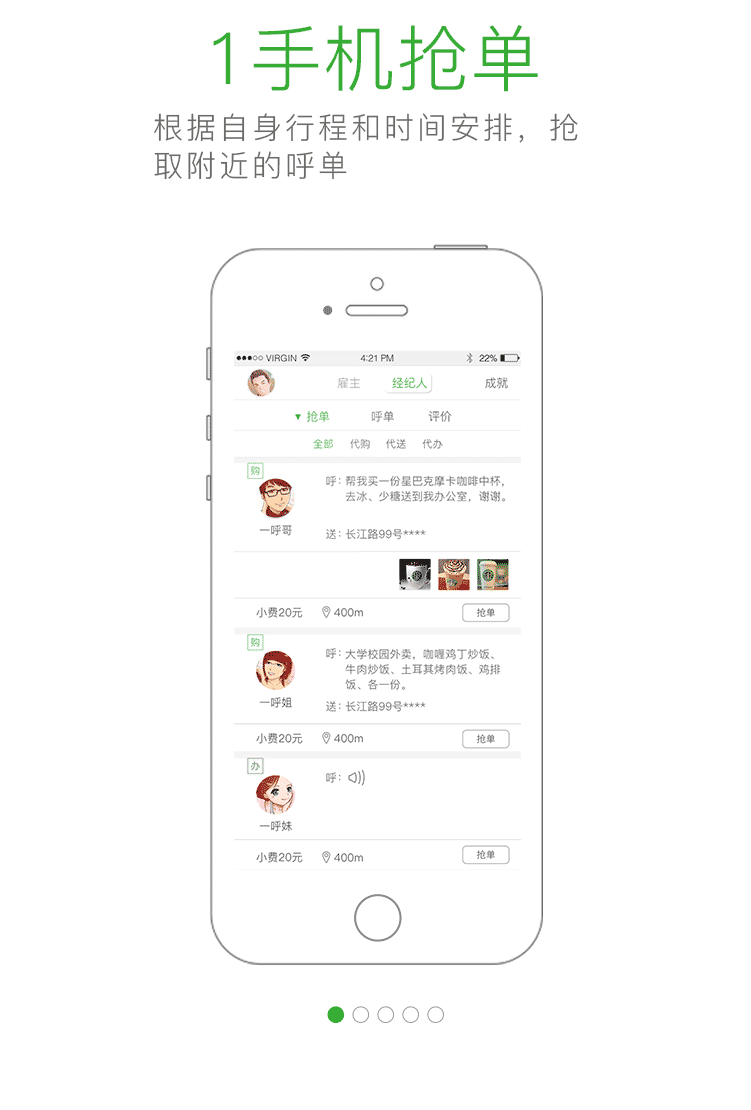 1手机抢单
根据自身行程和时间安排，抢
取附近的呼单
VIRGIN 4:21 PM 22%
雇主 经纪人 成就
▼ 抢单 呼单 评价
全部 代购 代送 代办
购
呼：帮我买一份星巴克摩卡咖啡中杯，
去冰、少糖送到我办公室，谢谢。
一呼哥
送：长江路99号****
小费20元 400m 抢单
购
呼：大学校园外卖，咖喱鸡丁炒饭、
牛肉炒饭、土耳其烤肉饭、鸡排
饭、各一份。
一呼姐
送：长江路99号****
小费20元 400m 抢单
办
呼：
一呼妹
小费20元 400m 抢单